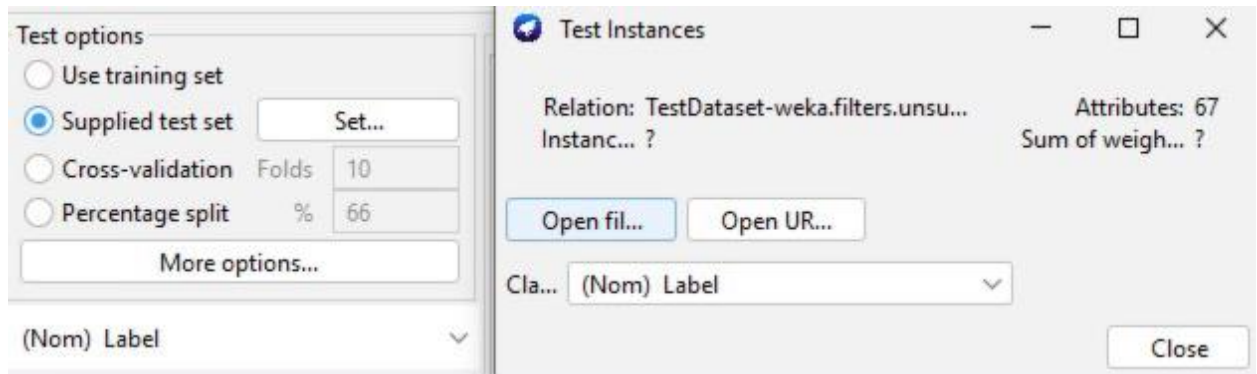 Test options
Use training set
Supplied test set Set...
Cross-validation Folds 10
Percentage split % 66
More options...
(Nom) Label
Test Instances
Relation: TestDataset-weka.filters.unsu... Attributes: 67
Instanc... ? Sum of weigh... ?
Open fil... Open UR...
Cla... (Nom) Label
Close